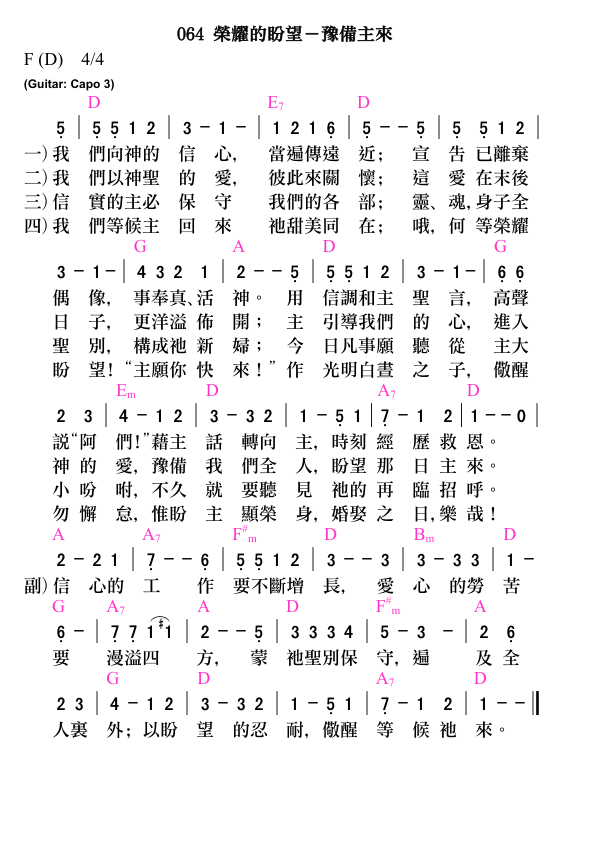 064 榮耀的盼望－豫備主來
F (D) 4/4
(Guitar: Capo 3)
D E7 D
5̣ | 5̣ 5̣ 1 2 | 3 － 1 － | 1 2 1 6̣ | 5̣ － － 5̣ | 5̣ 5̣ 1 2 |
一) 我 們向神的 信 心, 當遍傳遠 近； 宣 告 已離棄
二) 我 們以神聖 的 愛, 彼此來關 懷； 這 愛 在末後
三) 信 實的主必 保 守 我們的各 部； 靈、魂, 身子全
四) 我 們等候主 回 來 祂甜美同 在； 哦, 何 等榮耀
G A D G
3 － 1 － | 4 3 2 1 | 2 － － 5̣ | 5̣ 5̣ 1 2 | 3 － 1 － | 6̣ 6̣
偶 像, 事奉真、活 神。 用 信調和主 聖 言, 高聲
日 子, 更洋溢 佈 開； 主 引導我們 的 心, 進入
聖 別, 構成祂 新 婦； 今 日凡事願 聽 從 主大
盼 望! “主願你 快 來！” 作 光明白晝 之 子, 儆醒
Em D A7 D
2 3 | 4 － 1 2 | 3 － 3 2 | 1 － 5̣ 1 | 7̣ － 1 2 | 1 － － 0 |
説“阿 們!” 藉主 話 轉向 主, 時刻 經 歷 救 恩。
神 的 愛, 豫備 我 們全 人, 盼望 那 日 主 來。
小 吩 咐, 不久 就 要聽 見 祂的 再 臨 招 呼。
勿 懈 怠, 惟盼 主 顯榮 身, 婚娶 之 日, 樂 哉！
A A7 F#m D Bm D
2 － 2 1 | 7̣ － － 6̣ | 5̣ 5̣ 1 2 | 3 － － 3 | 3 － 3 3 | 1 －
副) 信 心的 工 作 要不斷增 長, 愛 心 的勞 苦
G A7 A D F#m A
6̣ － | 7̣ 7̣ 1 #1 | 2 － － 5̣ | 3 3 3 4 | 5 － 3 － | 2 6̣
要 漫溢四 方, 蒙 祂聖別保 守, 遍 及 全
G D A7 D
2 3 | 4 － 1 2 | 3 － 3 2 | 1 － 5̣ 1 | 7̣ － 1 2 | 1 － － ‖
人裏 外； 以盼 望 的忍 耐, 儆醒 等 候 祂 來。